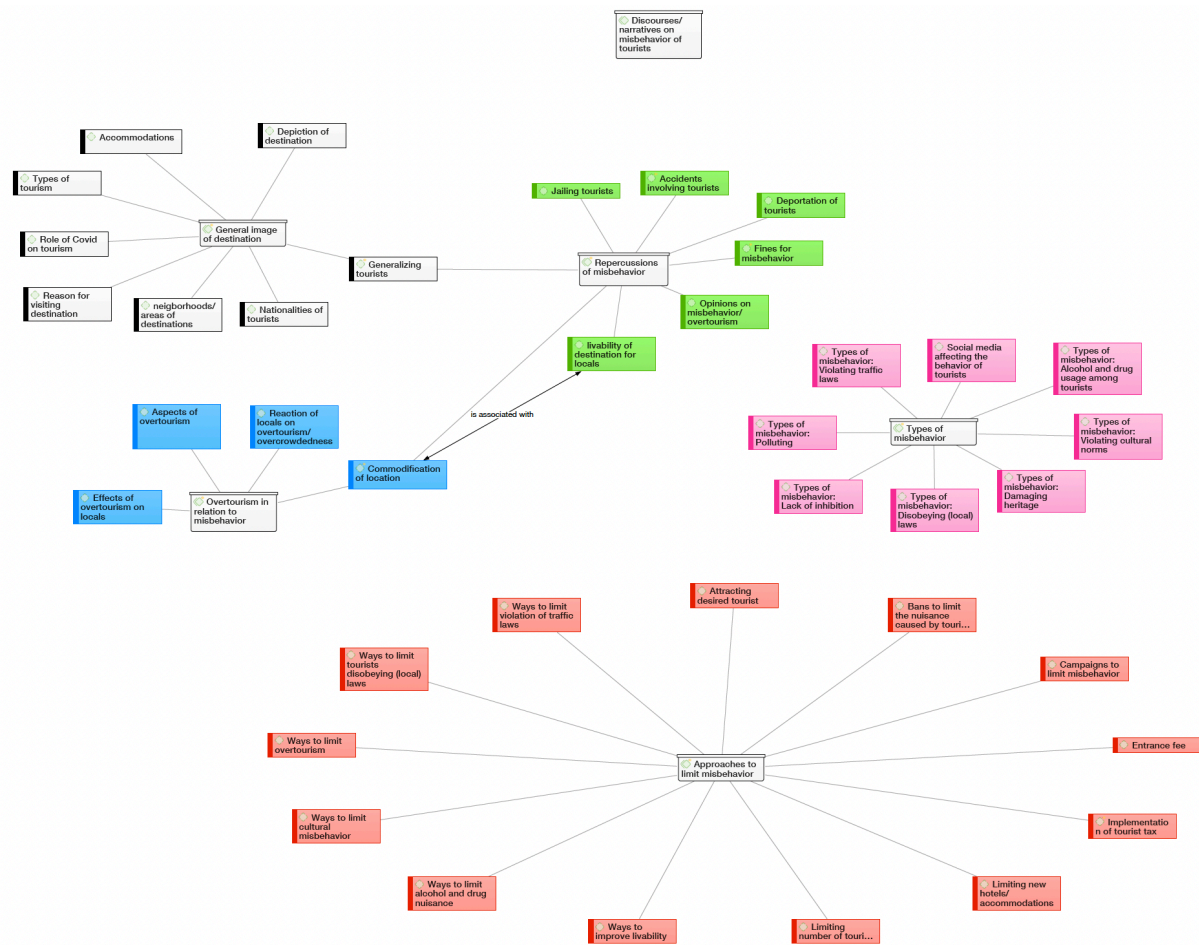 Discourses/
narratives on
misbehavior of
tourists
Accommodations
Depiction of
destination
Types of
tourism
General image
of destination
Role of Covid
on tourism
Reason for
visiting
destination
neigborhoods/
areas of
destinations
Nationalities of
tourists
Generalizing
tourists
Jailing tourists
Accidents
involving tourists
Deportation of
tourists
Fines for
misbehavior
Repercussions
of misbehavior
Opinions on
misbehavior/
overtourism
livability of
destination for
locals
is associated with
Aspects of
overtourism
Reaction of
locals on
overtourism/
overcrowdedness
Commodification
of location
Effects of
overtourism on
locals
Overtourism in
relation to
misbehavior
Types of
misbehavior:
Violating traffic
laws
Social media
affecting the
behavior of
tourists
Types of
misbehavior:
Alcohol and drug
usage among
tourists
Types of
misbehavior:
Polluting
Types of
misbehavior
Types of
misbehavior:
Violating cultural
norms
Types of
misbehavior:
Lack of inhibition
Types of
misbehavior:
Disobeying (local)
laws
Types of
misbehavior:
Damaging
heritage
Ways to limit
violation of traffic
laws
Attracting
desired tourist
Bans to limit
the nuisance
caused by touri...
Ways to limit
tourists
disobeying (local)
laws
Campaigns to
limit misbehavior
Ways to limit
overtourism
Entrance fee
Approaches to
limit misbehavior
Ways to limit
cultural
misbehavior
Implementatio
n of tourist tax
Ways to limit
alcohol and drug
nuisance
Limiting new
hotels/
accommodations
Ways to
improve livability
Limiting
number of touri...